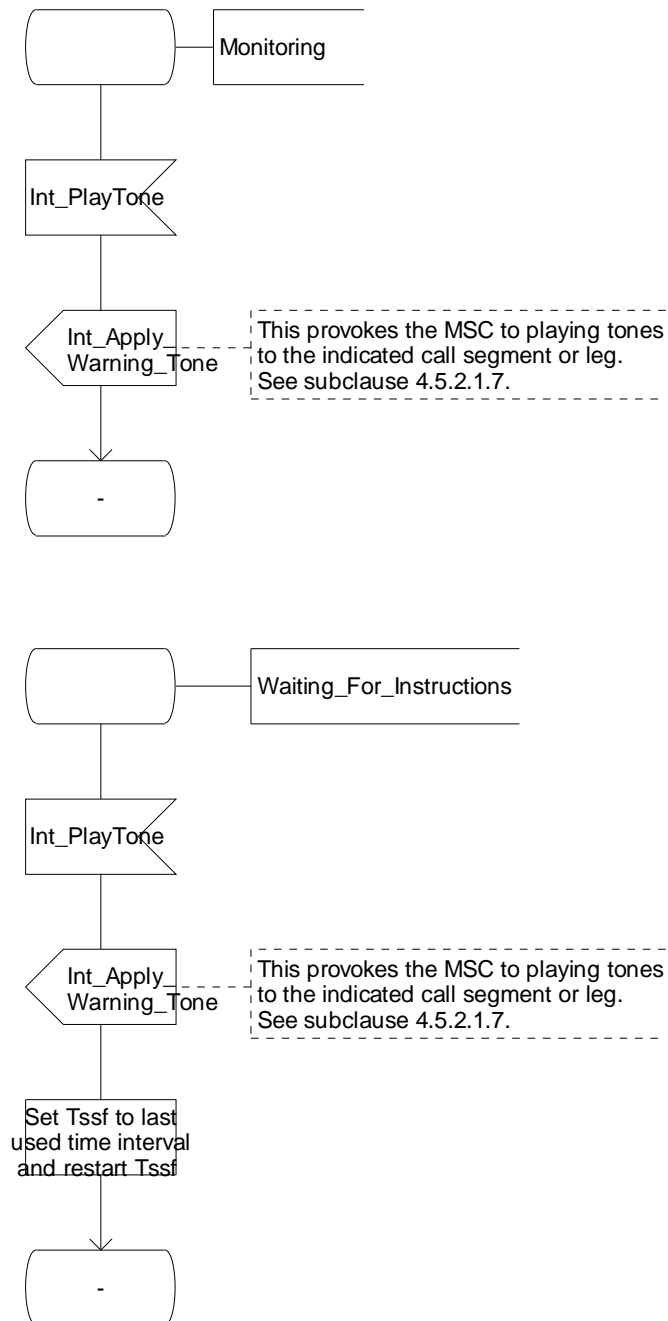 Monitoring
Int_PlayTone
Int_Apply_
Warning_Tone
This provokes the MSC to playing tones
to the indicated call segment or leg.
See subclause 4.5.2.1.7.
-
Waiting_For_Instructions
Int_PlayTone
Int_Apply_
Warning_Tone
This provokes the MSC to playing tones
to the indicated call segment or leg.
See subclause 4.5.2.1.7.
Set Tssf to last
used time interval
and restart Tssf
-